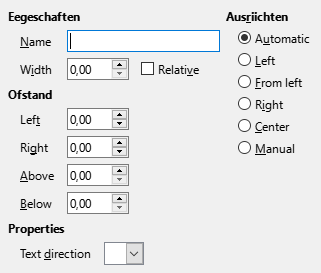 Eegeschaften
Name
Width 0,00 Relative
Ofstand
Left 0,00
Right 0,00
Above 0,00
Below 0,00
Properties
Text direction
Ausriichten
Automatic
Left
From left
Right
Center
Manual